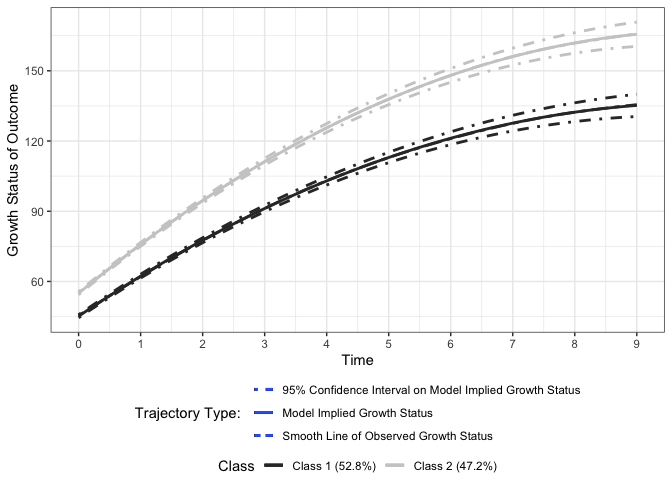 Growth Status of Outcome
150
120
90
60
0 1 2 3 4 5 6 7 8 9
Time
Trajectory Type:
95% Confidence Interval on Model Implied Growth Status
Model Implied Growth Status
Smooth Line of Observed Growth Status
Class Class 1 (52.8%) Class 2 (47.2%)